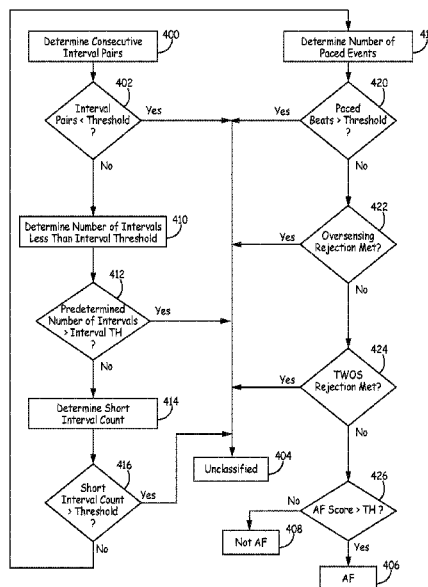 400
Determine Consecutive
Interval Pairs
402
Interval
Pairs < Threshold
?
Yes
No
410
Determine Number of Intervals
Less Than Interval Threshold
412
Predetermined
Number of Intervals
> Interval TH
?
Yes
No
414
Determine Short
Interval Count
416
Short
Interval Count
> Threshold
?
Yes
No
Determine Number of
Paced Events
420
Paced
Beats > Threshold
?
Yes
No
422
Oversensing
Rejection Met?
Yes
No
424
TWOS
Rejection Met?
Yes
No
404
Unclassified
426
AF Score > TH ?
No
Yes
Not AF
408
AF
406